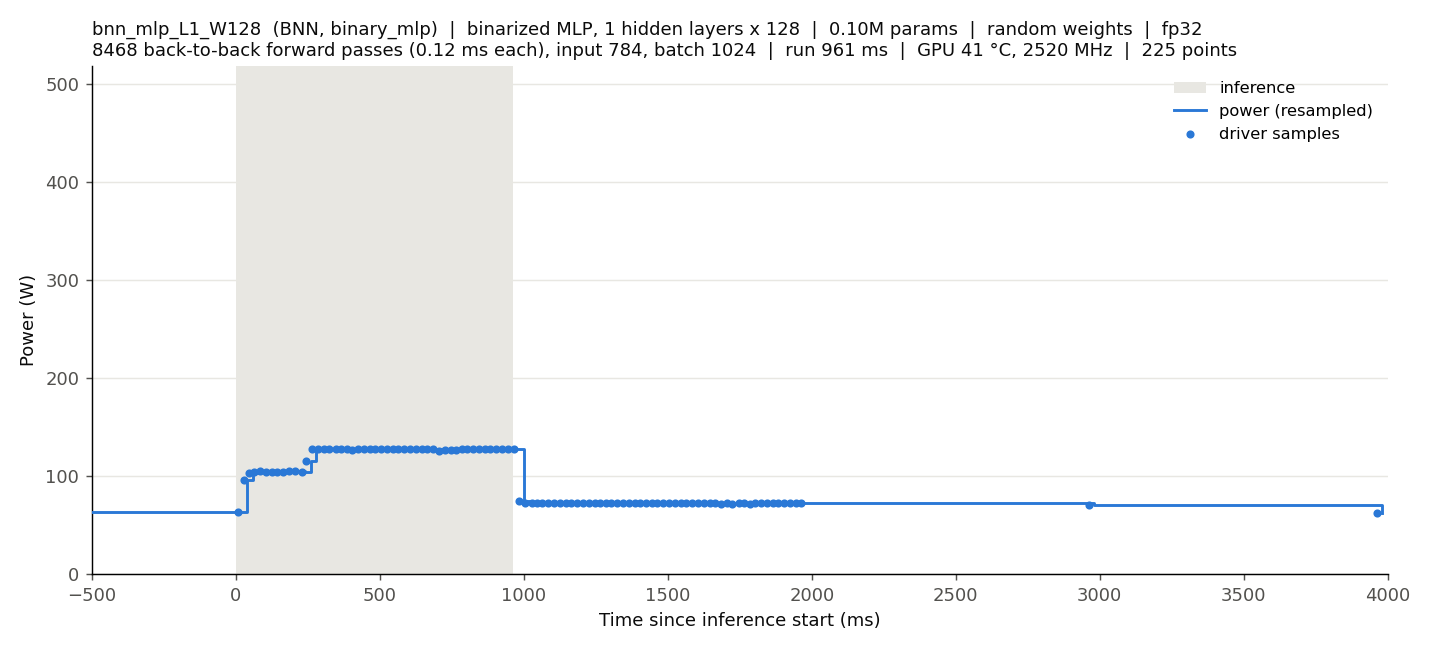 bnn_mlp_L1_W128  (BNN, binary_mlp)  |  binarized MLP, 1 hidden layers x 128  |  0.10M params  |  random weights  |  fp32
8468 back-to-back forward passes (0.12 ms each), input 784, batch 1024  |  run 961 ms  |  GPU 41 °C, 2520 MHz  |  225 points
inference
power (resampled)
driver samples
Power (W)
500
400
300
200
100
0
−500
0
500
1000
1500
2000
2500
3000
3500
4000
Time since inference start (ms)